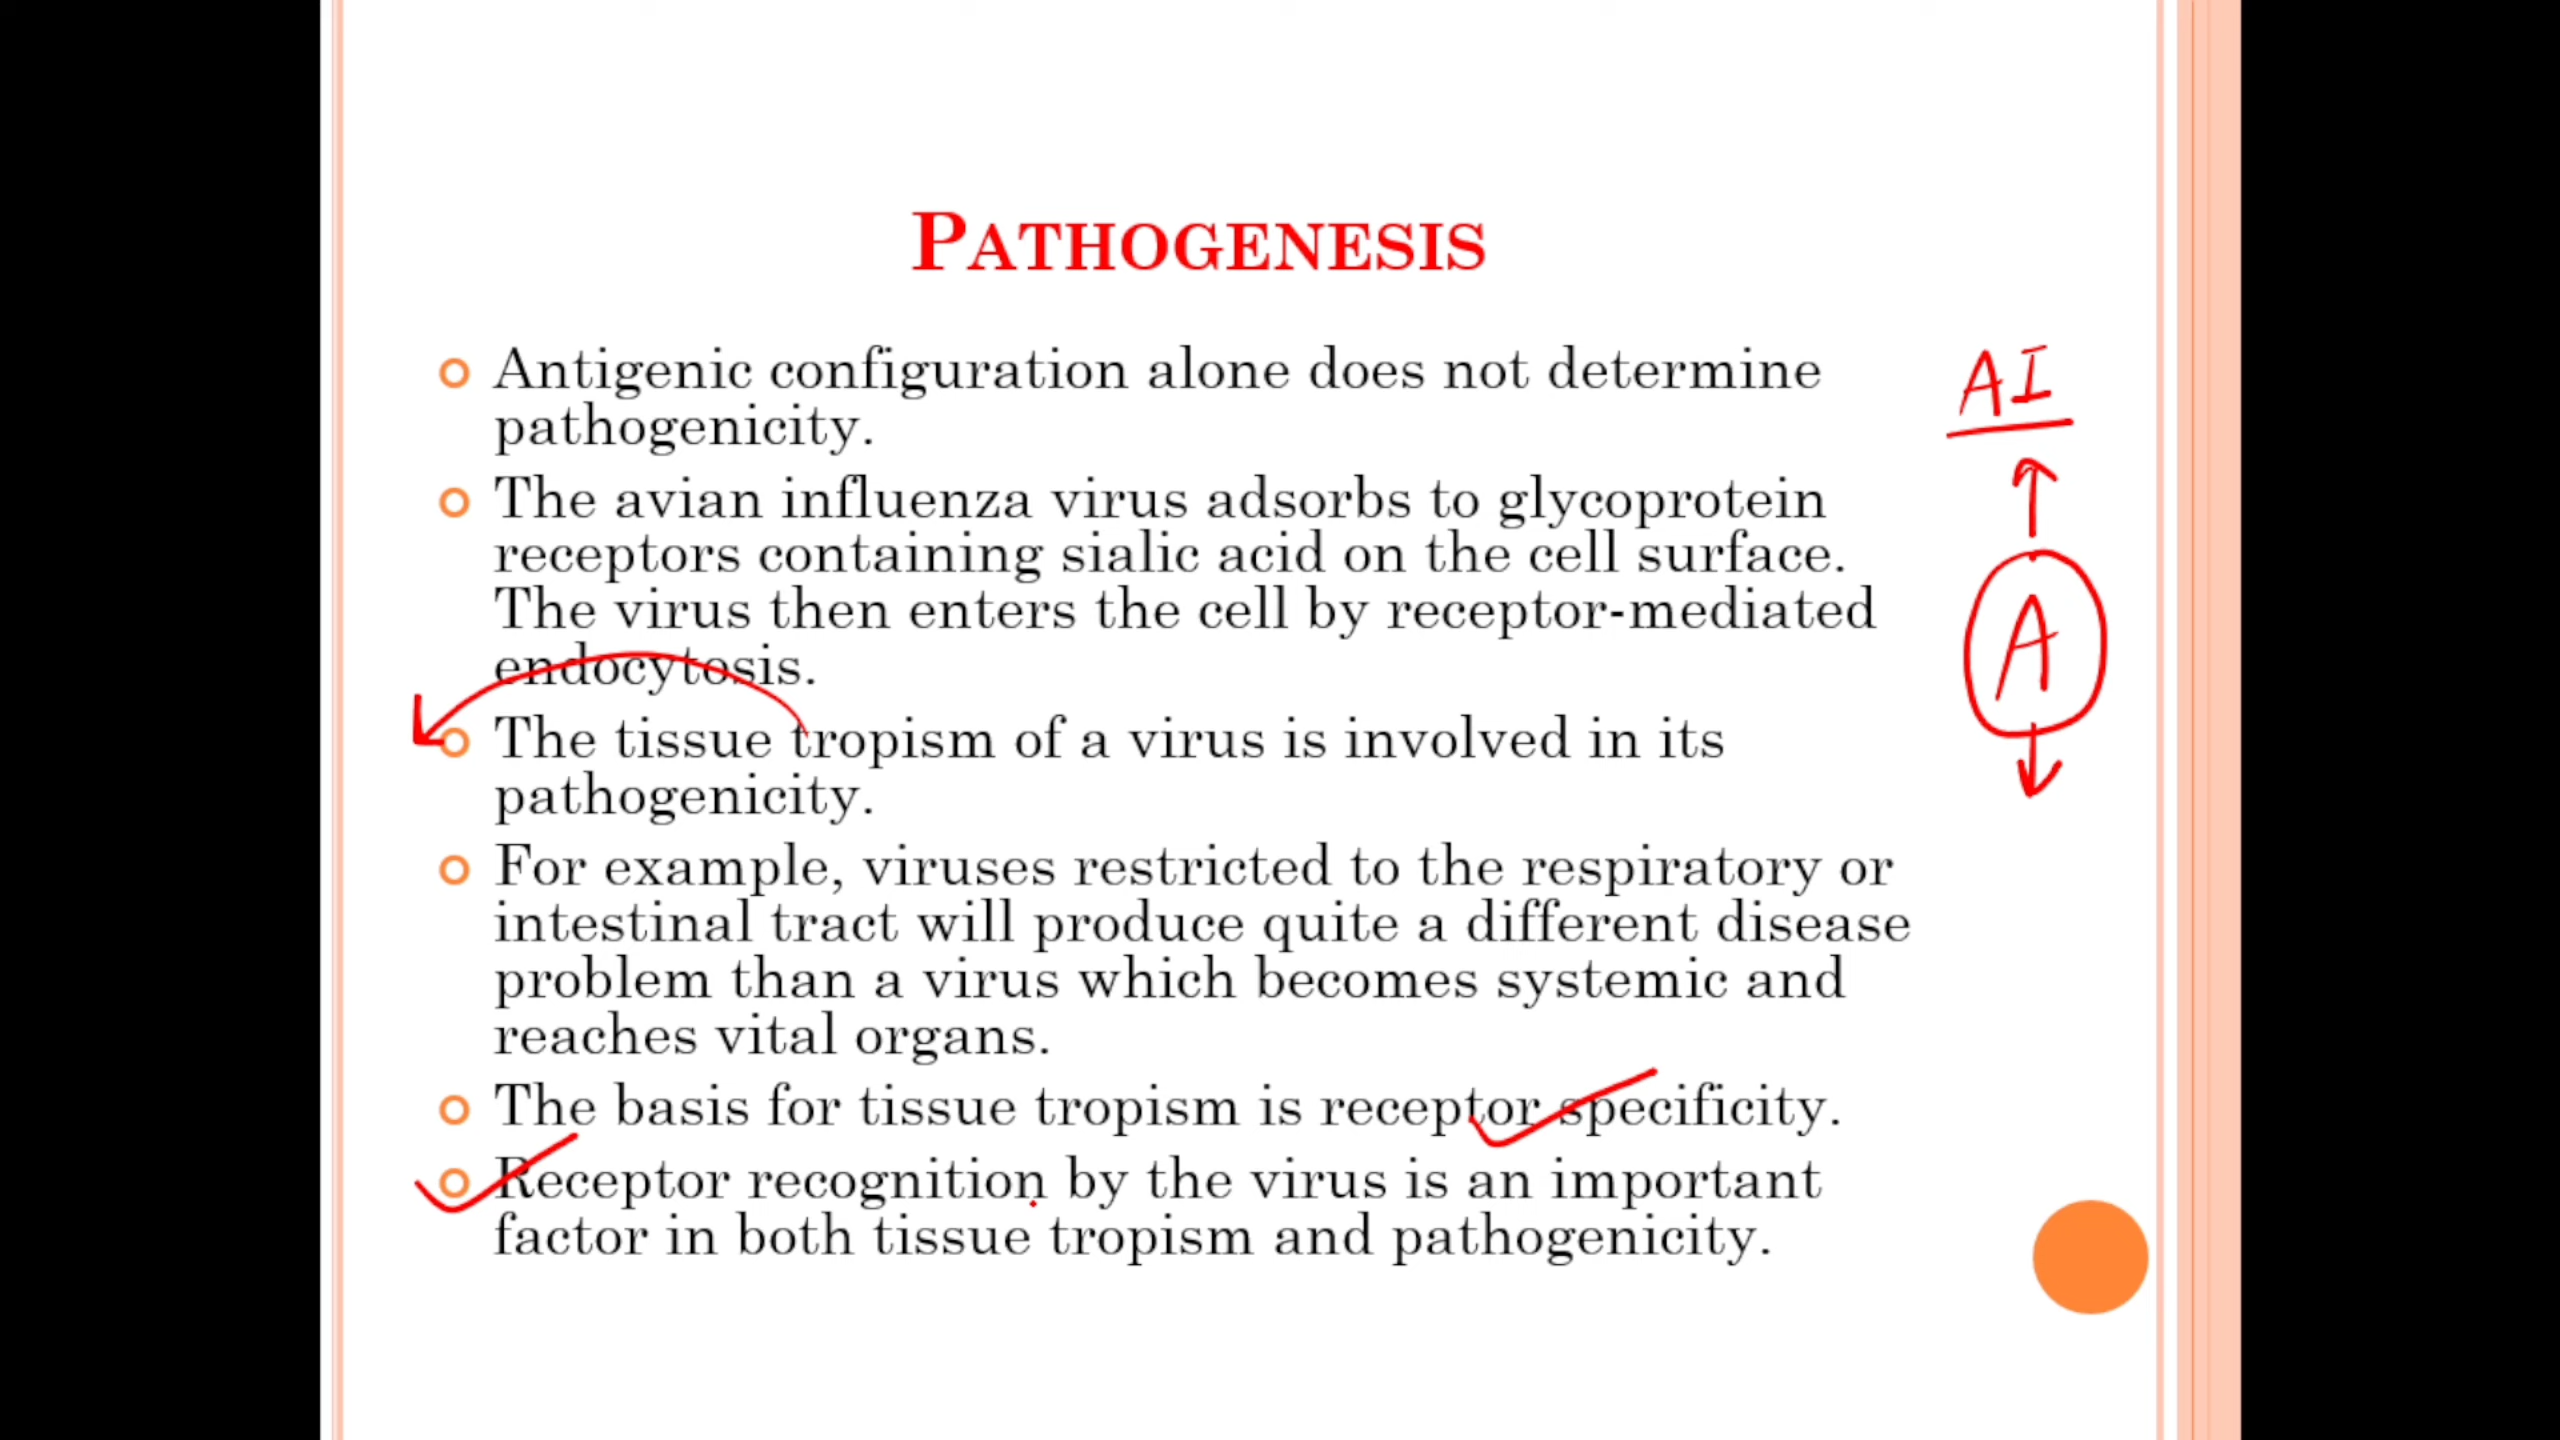 PATHOGENESIS
Antigenic configuration alone does not determine
pathogenicity.
The avian influenza virus adsorbs to glycoprotein
receptors containing sialic acid on the cell surface.
The virus then enters the cell by receptor-mediated
endocytosis.
The tissue tropism of a virus is involved in its
pathogenicity.
For example, viruses restricted to the respiratory or
intestinal tract will produce quite a different disease
problem than a virus which becomes systemic and
reaches vital organs.
The basis for tissue tropism is receptor specificity.
Receptor recognition by the virus is an important
factor in both tissue tropism and pathogenicity.
AI
A